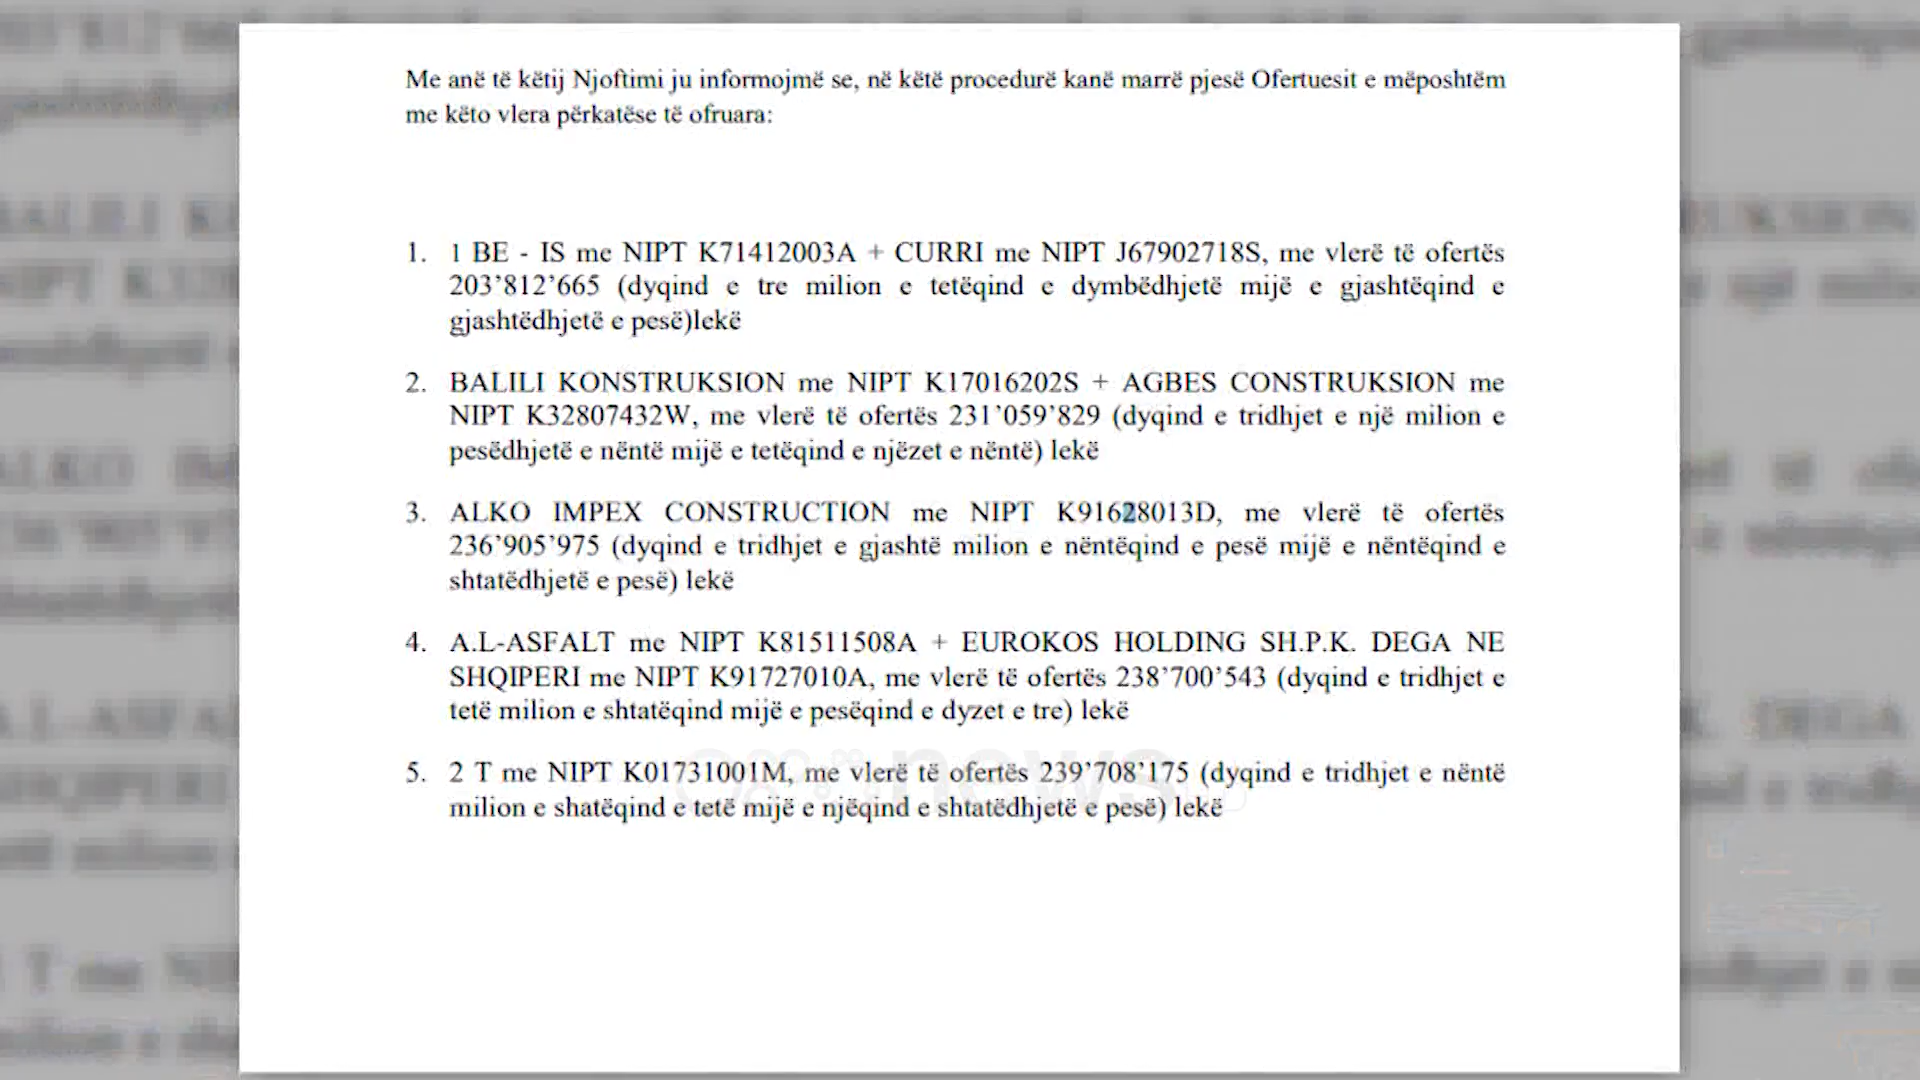 Me anë të këtij Njoftimi ju informojmë se, në këtë procedurë kanë marrë pjesë Ofertuesit e mëposhtëm
me këto vlera përkatëse të ofruara:
1. 1 BE - IS me NIPT K71412003A + CURRI me NIPT J67902718S, me vlerë të ofertës
203’812’665 (dyqind e tre milion e tetëqind e dymbëdhjetë mijë e gjashtëqind e
gjashtëdhjetë e pesë)lekë
2. BALILI KONSTRUKSION me NIPT K17016202S + AGBES CONSTRUKSION me
NIPT K32807432W, me vlerë të ofertës 231’059’829 (dyqind e tridhjet e një milion e
pesëdhjetë e nëntë mijë e tetëqind e njëzet e nëntë) lekë
3. ALKO IMPEX CONSTRUCTION me NIPT K91628013D, me vlerë të ofertës
236’905’975 (dyqind e tridhjet e gjashtë milion e nëntëqind e pesë mijë e nëntëqind e
shtatëdhjetë e pesë) lekë
4. A.L-ASFALT me NIPT K81511508A + EUROKOS HOLDING SH.P.K. DEGA NE
SHQIPERI me NIPT K91727010A, me vlerë të ofertës 238’700’543 (dyqind e tridhjet e
tetë milion e shtatëqind mijë e pesëqind e dyzet e tre) lekë
news
5. 2 T me NIPT K01731001M, me vlerë të ofertës 239’708’175 (dyqind e tridhjet e nëntë
milion e shatëqind e tetë mijë e njëqind e shtatëdhjetë e pesë) lekë